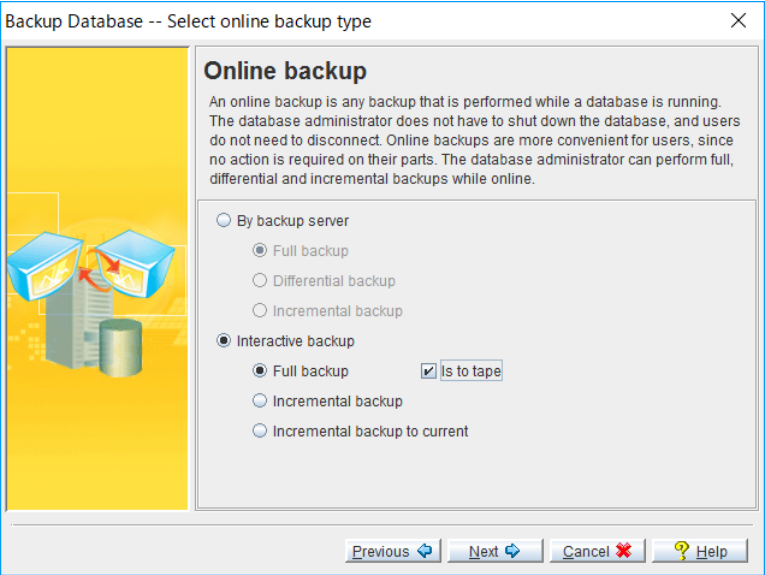 Backup Database -- Select online backup type
Online backup
An online backup is any backup that is performed while a database is running.
The database administrator does not have to shut down the database, and users
do not need to disconnect. Online backups are more convenient for users, since
no action is required on their parts. The database administrator can perform full,
differential and incremental backups while online.
By backup server
Full backup
Differential backup
Incremental backup
Interactive backup
Full backup Is to tape
Incremental backup
Incremental backup to current
Previous Next Cancel Help